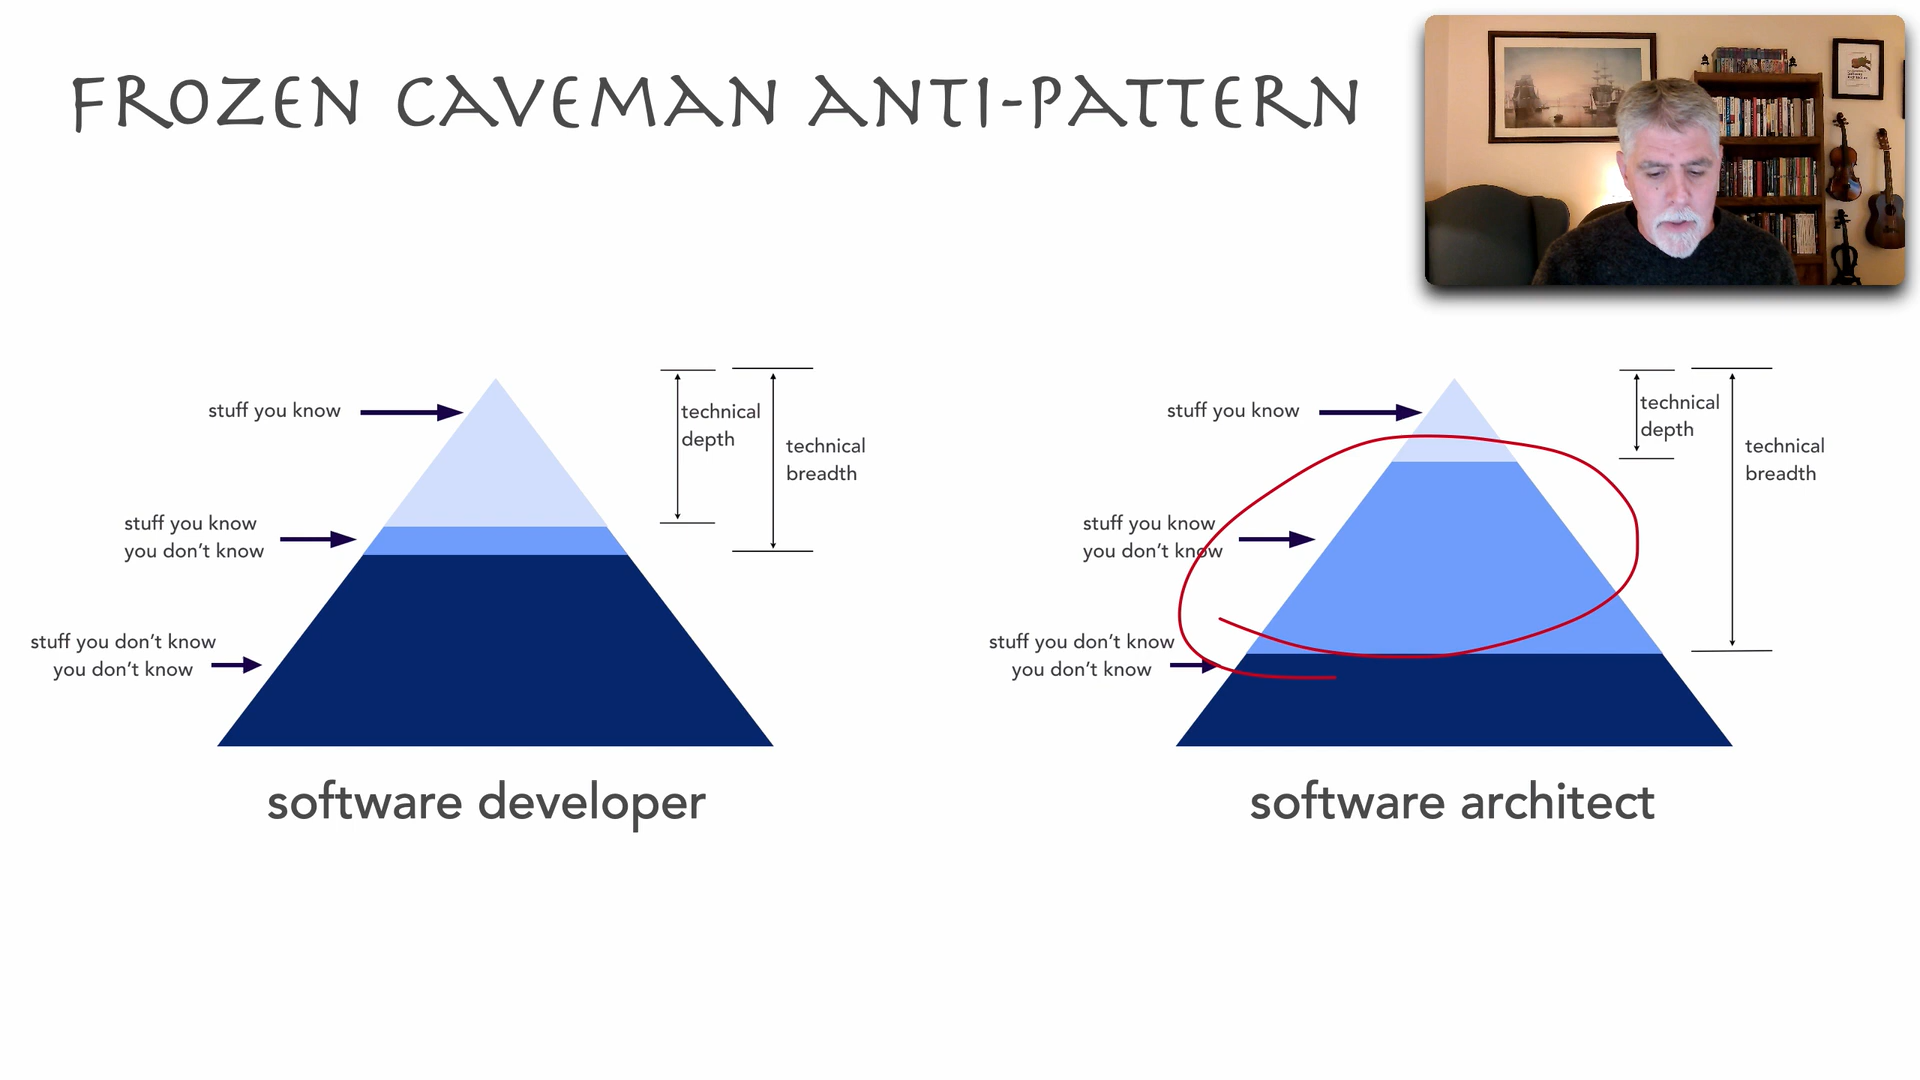 FROZEN CAVEMAN ANTI-PATTERN
stuff you know
technical
depth
technical
breadth
stuff you know
you don't know
stuff you don't know
you don't know
software developer
stuff you know
technical
depth
technical
breadth
stuff you know
you don't know
stuff you don't know
you don't know
software architect